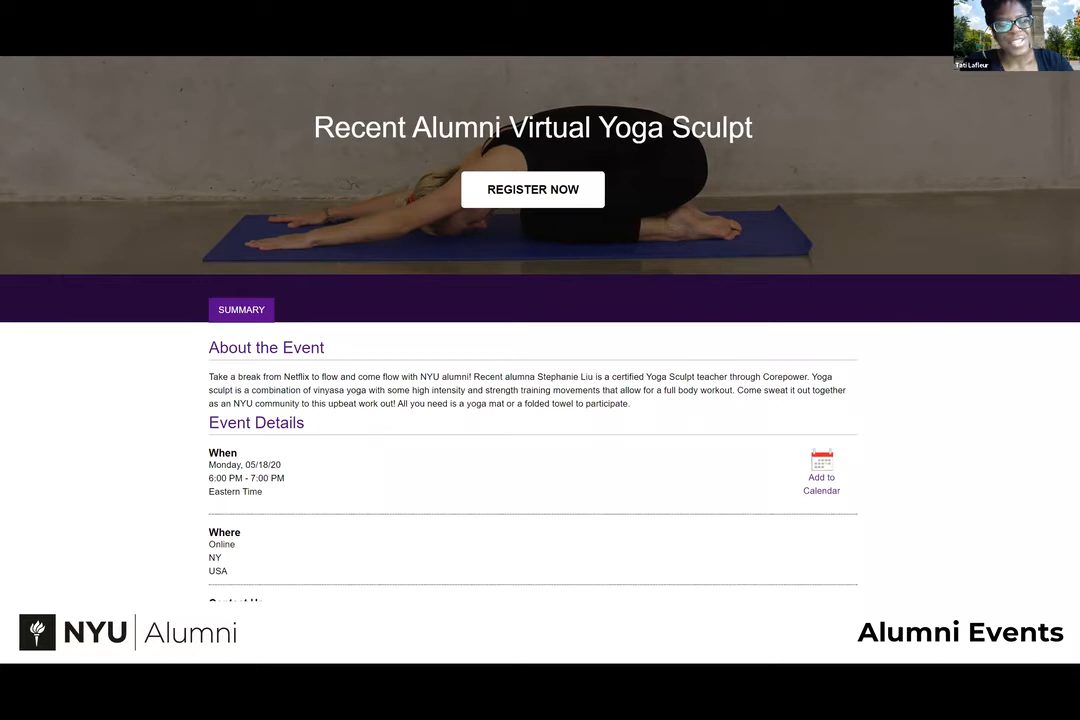 Tati Lafleur
Recent Alumni Virtual Yoga Sculpt
REGISTER NOW
SUMMARY
About the Event
Take a break from Netflix to flow and come flow with NYU alumni! Recent alumna Stephanie Liu is a certified Yoga Sculpt teacher through Corepower. Yoga
sculpt is a combination of vinyasa yoga with some high intensity and strength training movements that allow for a full body workout. Come sweat it out together
as an NYU community to this upbeat work out! All you need is a yoga mat or a folded towel to participate.
Event Details
When
Monday, 05/18/20
6:00 PM - 7:00 PM
Eastern Time
Add to
Calendar
Where
Online
NY
USA
NYU Alumni
Alumni Events